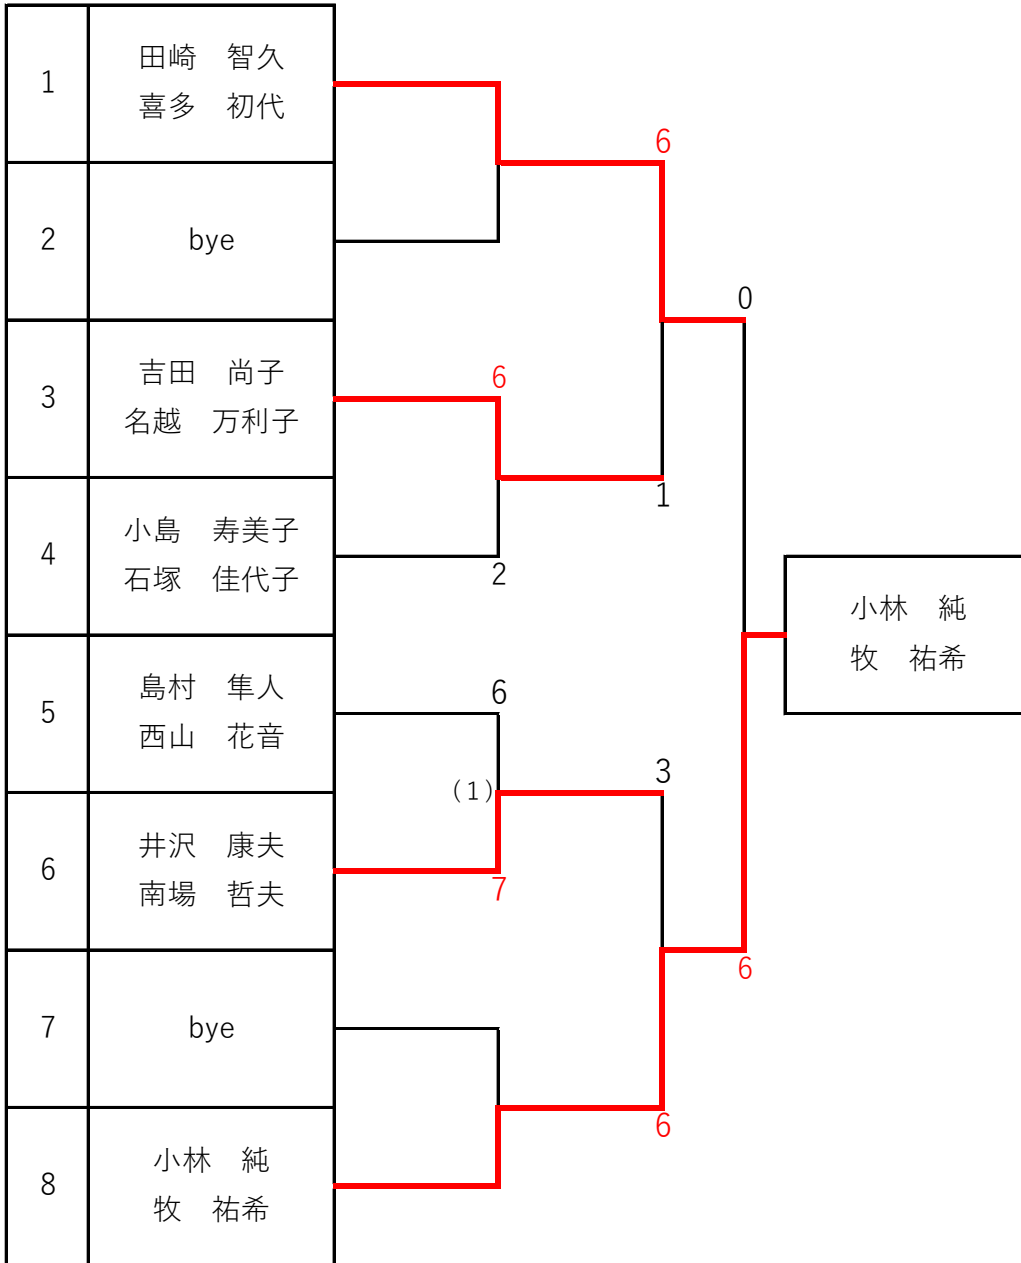 1
田崎　智久
喜多　初代
6
2
bye
0
3
吉田　尚子
名越　万利子
6
1
4
小島　寿美子
石塚　佳代子
2
小林　純
牧　祐希
5
島村　隼人
西山　花音
6
(1)
3
6
井沢　康夫
南場　哲夫
7
6
7
bye
6
8
小林　純
牧　祐希